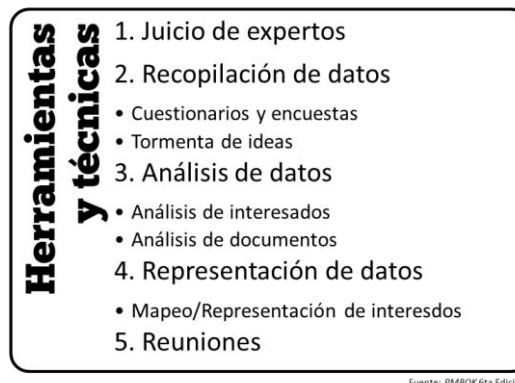 Herramientas
y técnicas
1. Juicio de expertos
2. Recopilación de datos
• Cuestionarios y encuestas
• Tormenta de ideas
3. Análisis de datos
• Análisis de interesados
• Análisis de documentos
4. Representación de datos
• Mapeo/Representación de interesdos
5. Reuniones
Fuente: PMBOK 6ta